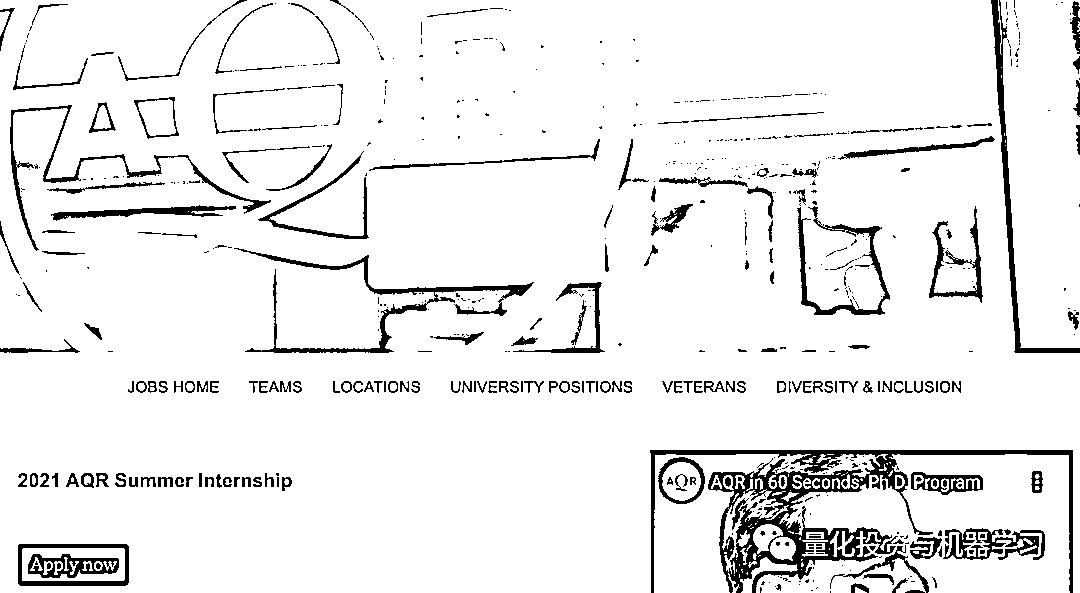 AQR
JOBS HOME TEAMS LOCATIONS UNIVERSITY POSITIONS VETERANS DIVERSITY & INCLUSION
2021 AQR Summer Internship
AQR AQR in 60 Seconds: Ph D Program
量化投资与机器学习
Apply now